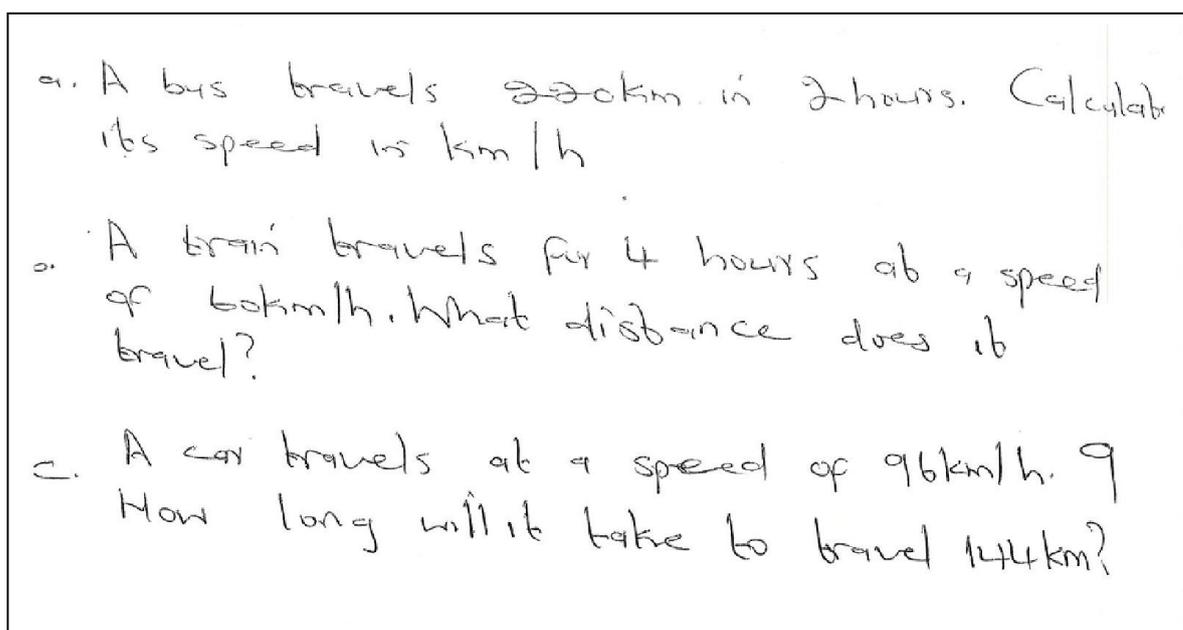 a. A bus travels 220km in 2 hours. Calculate
its speed in km/h
b. A train travels for 4 hours at a speed
of 60km/h. What distance does it
travel?
c. A car travels at a speed of 96km/h. 9
How long will it take to travel 144km?